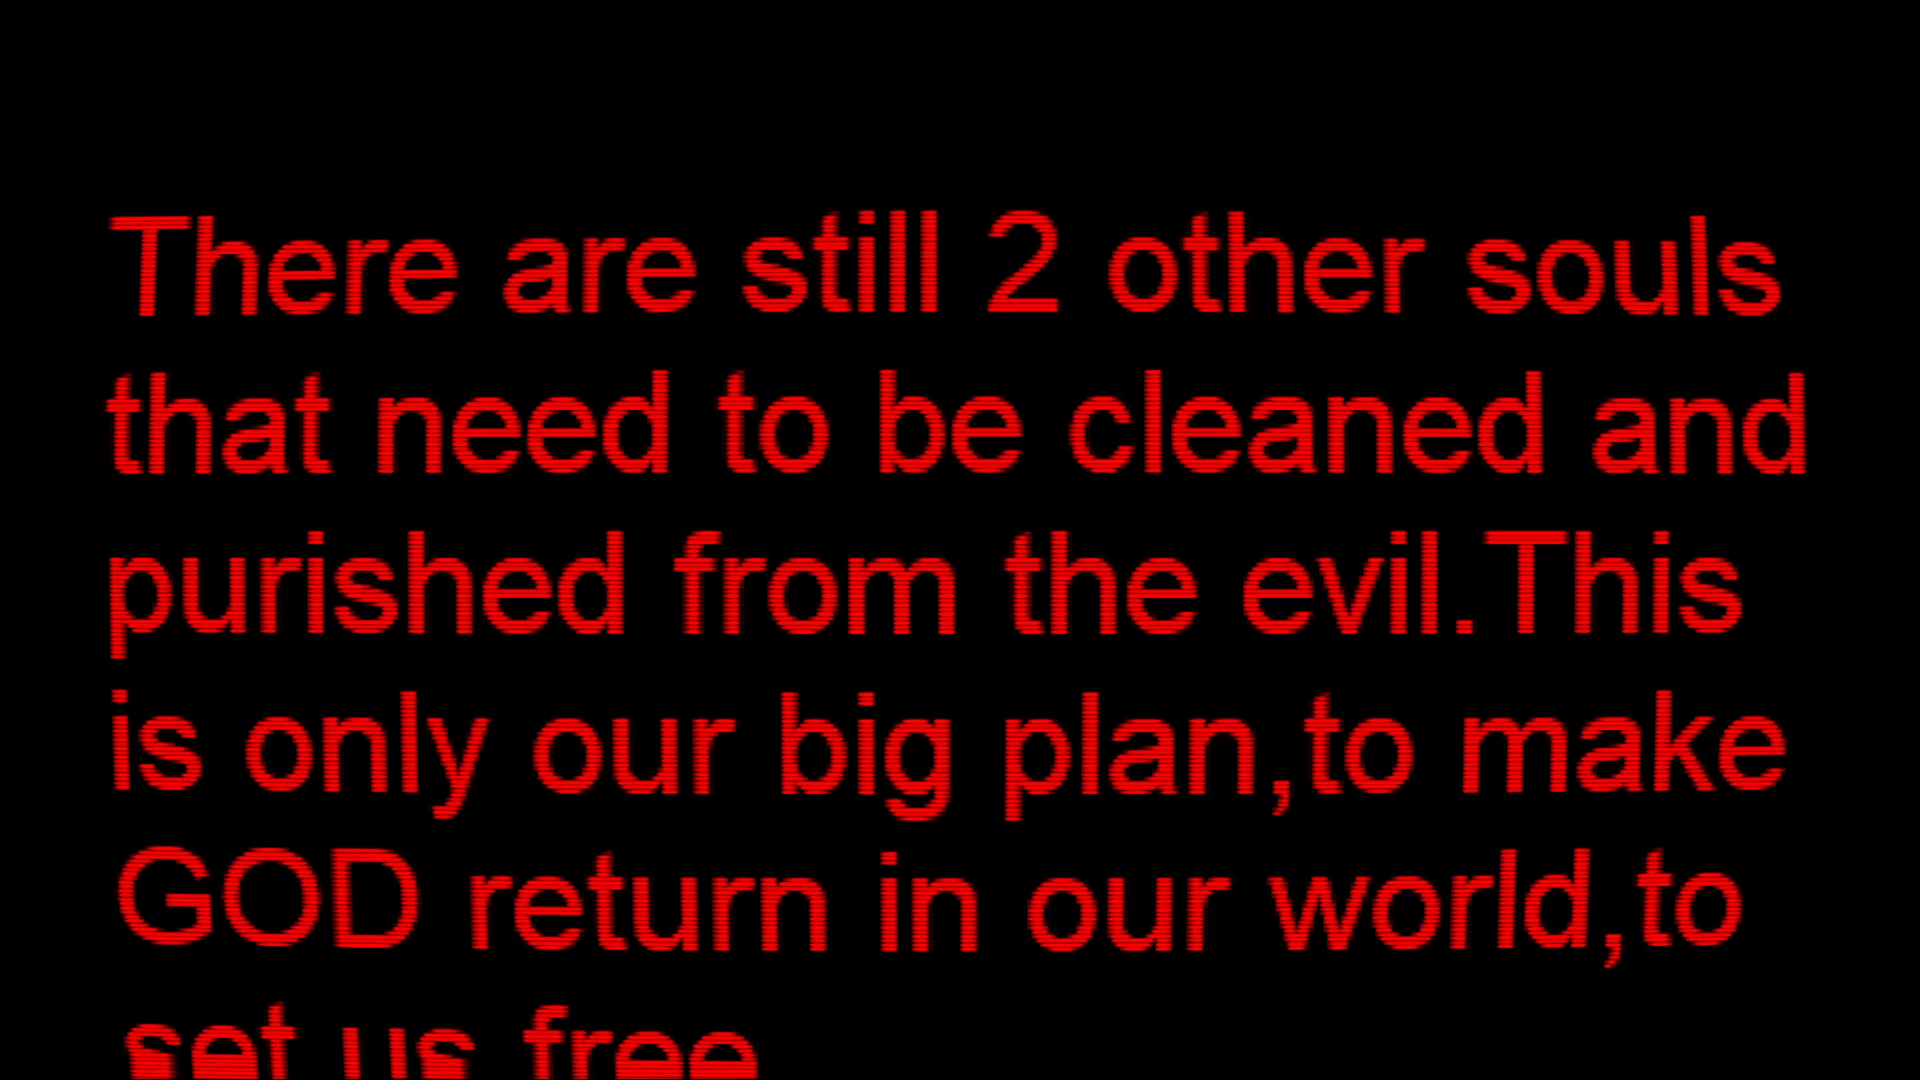 There are still 2 other souls
that need to be cleaned and
purished from the evil.This
is only our big plan,to make
GOD return in our world,to
set us free